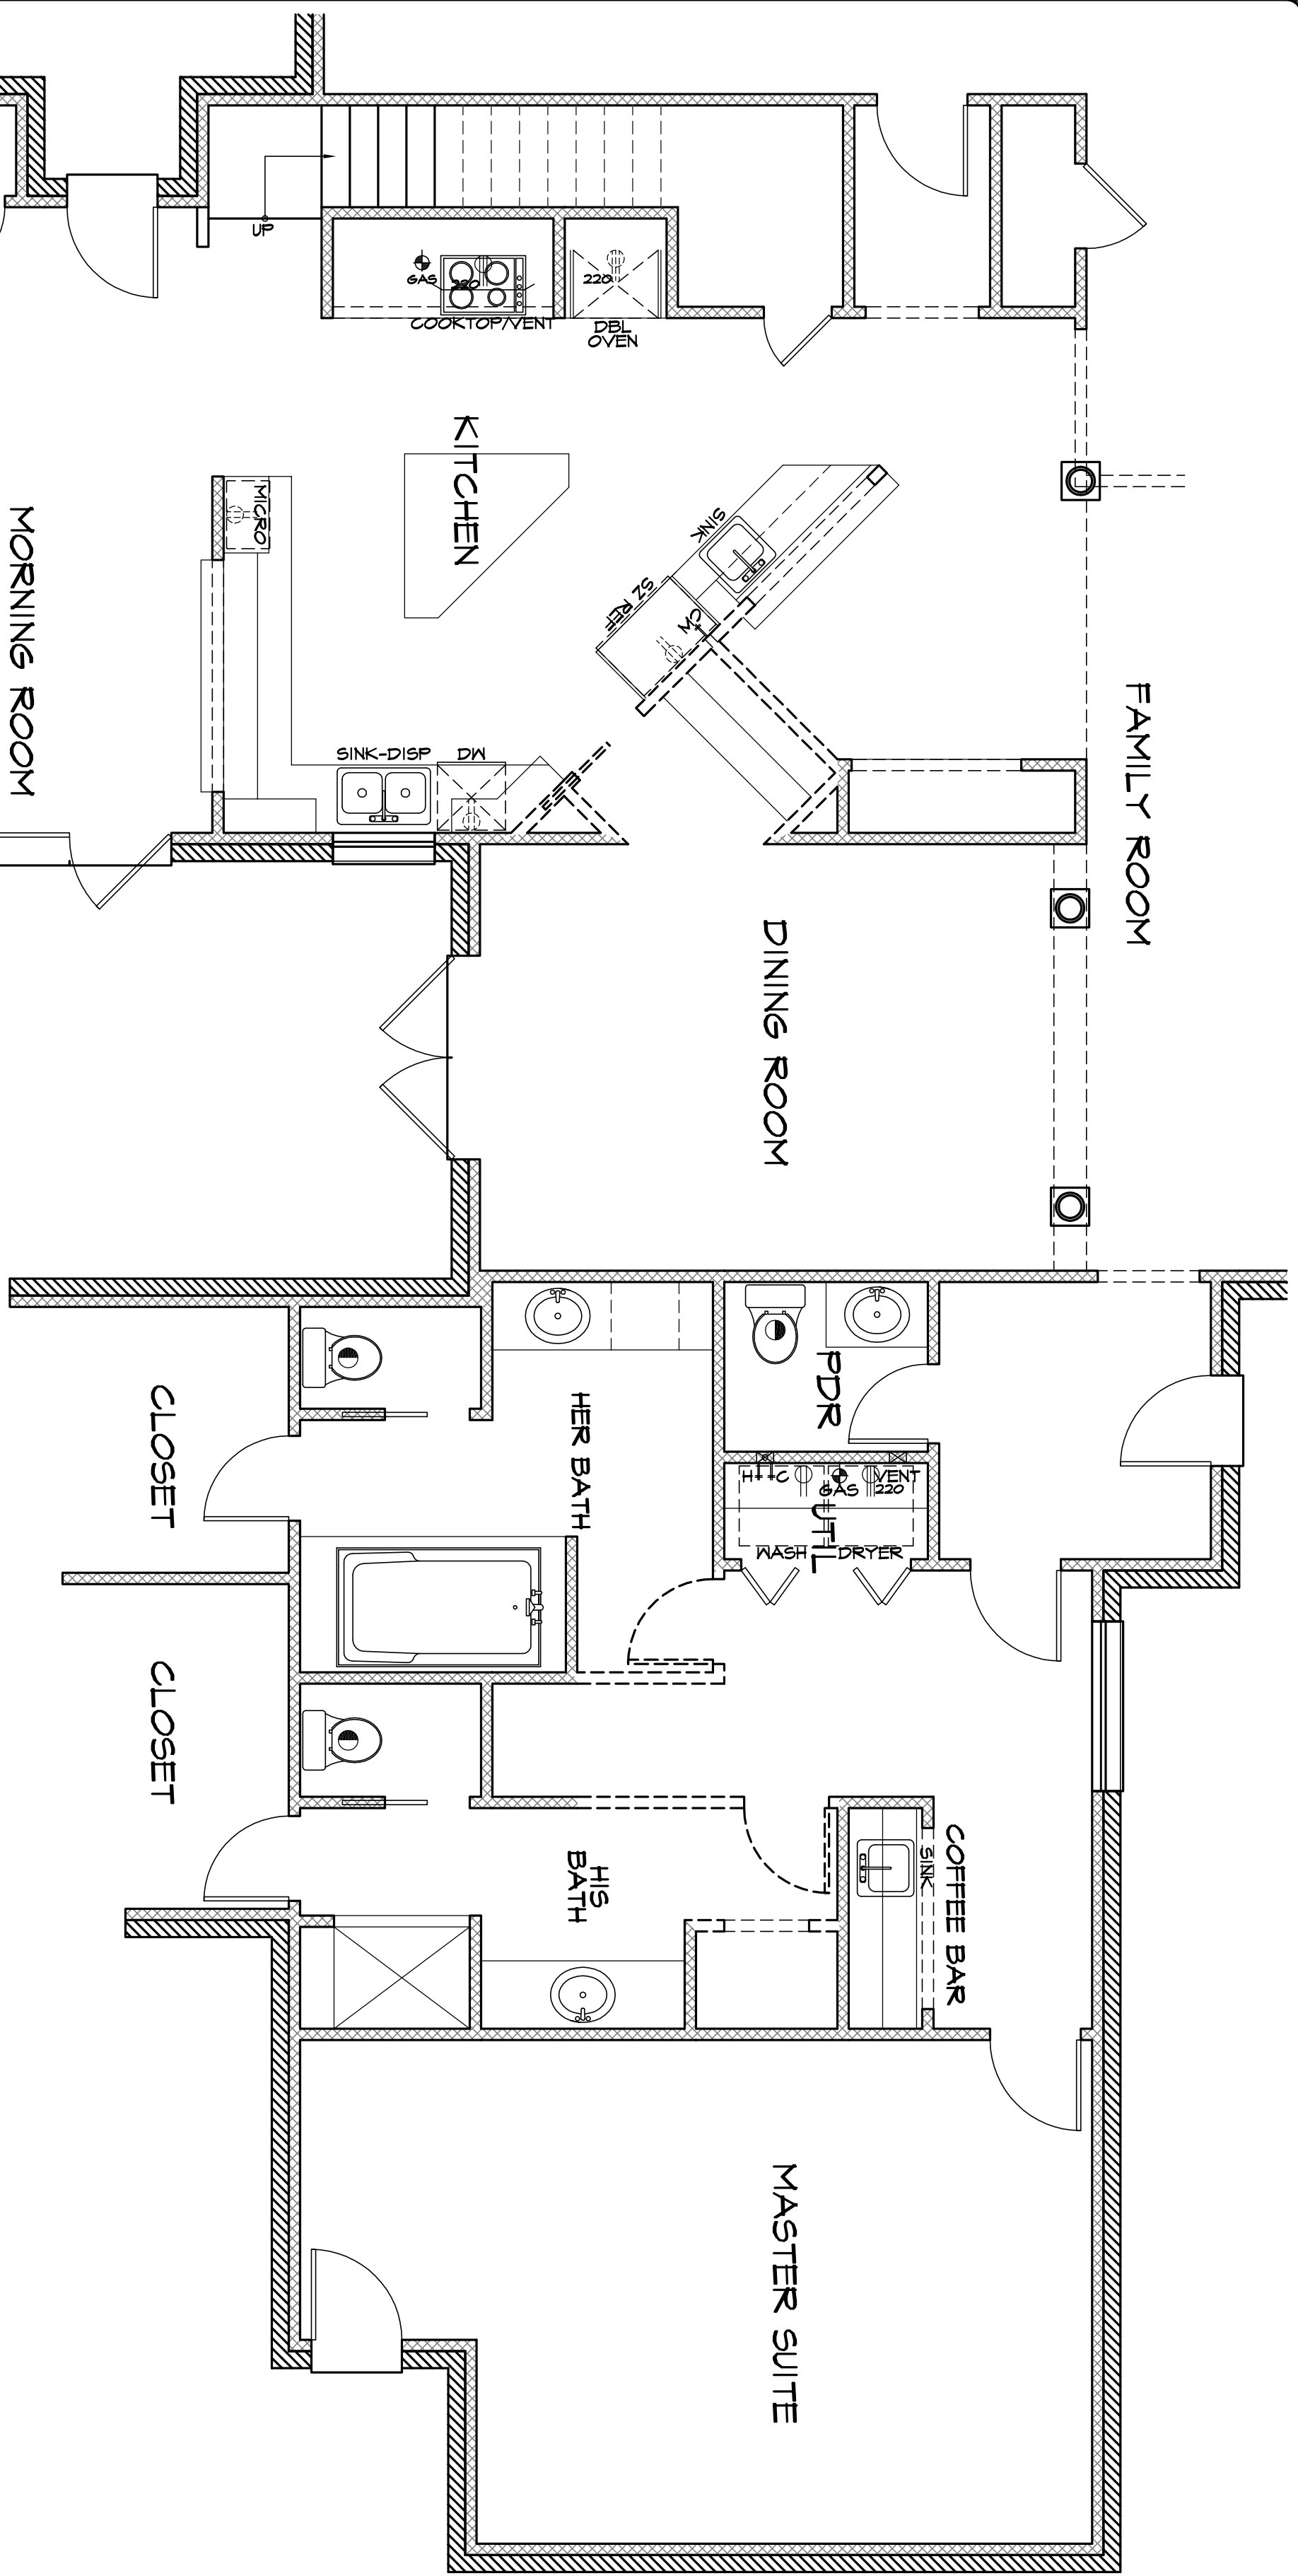 UP
GAS
220
COOKTOP/VENT
220
DBL
OVEN
KITCHEN
MICRO
MORNING ROOM
SINK
SZ REF
CW
SINK-DISP
DW
FAMILY ROOM
DINING ROOM
PDR
HER BATH
CLOSET
H
C
GAS
VENT
220
UTIL
WASH
DRYER
CLOSET
HIS
BATH
SINK
COFFEE BAR
MASTER SUITE